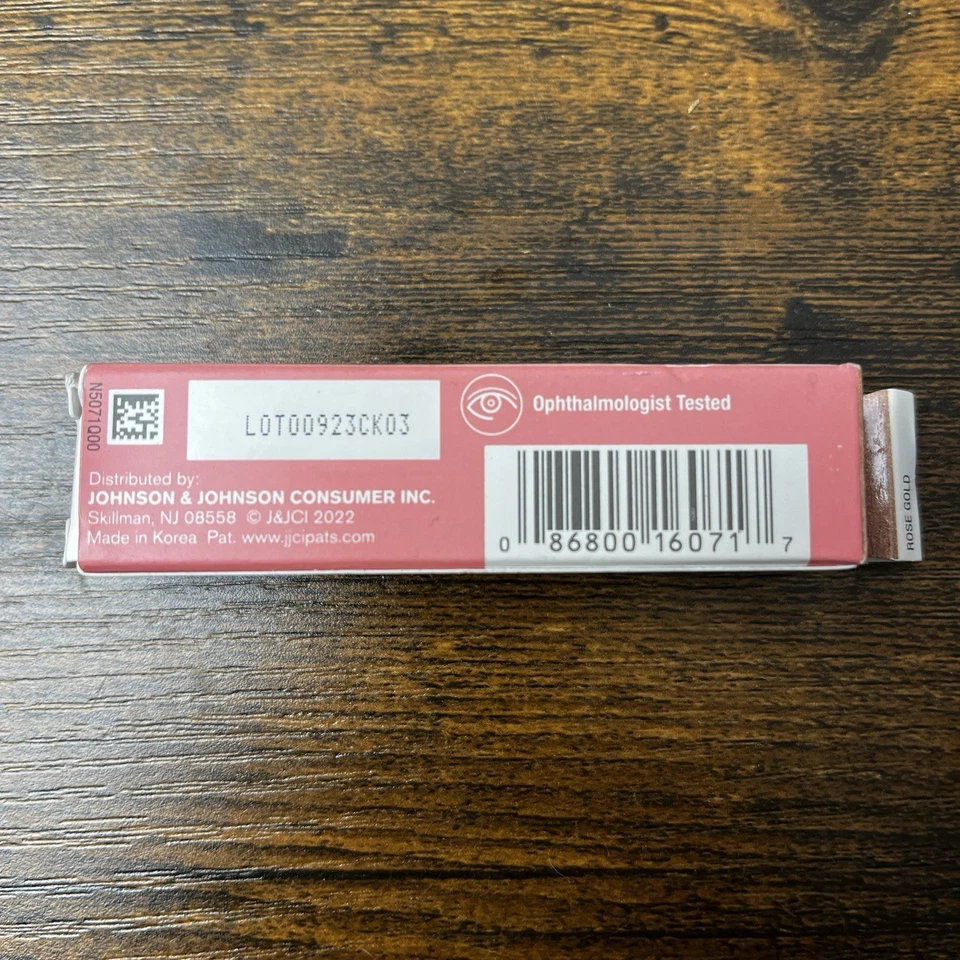 N5071Q00
LOT00923CK03
Ophthalmologist Tested
Distributed by:
JOHNSON & JOHNSON CONSUMER INC.
Skillman, NJ 08558 © J&JCI 2022
Made in Korea Pat. www.jjcipats.com
0 86800 16071 7
ROSE GOLD